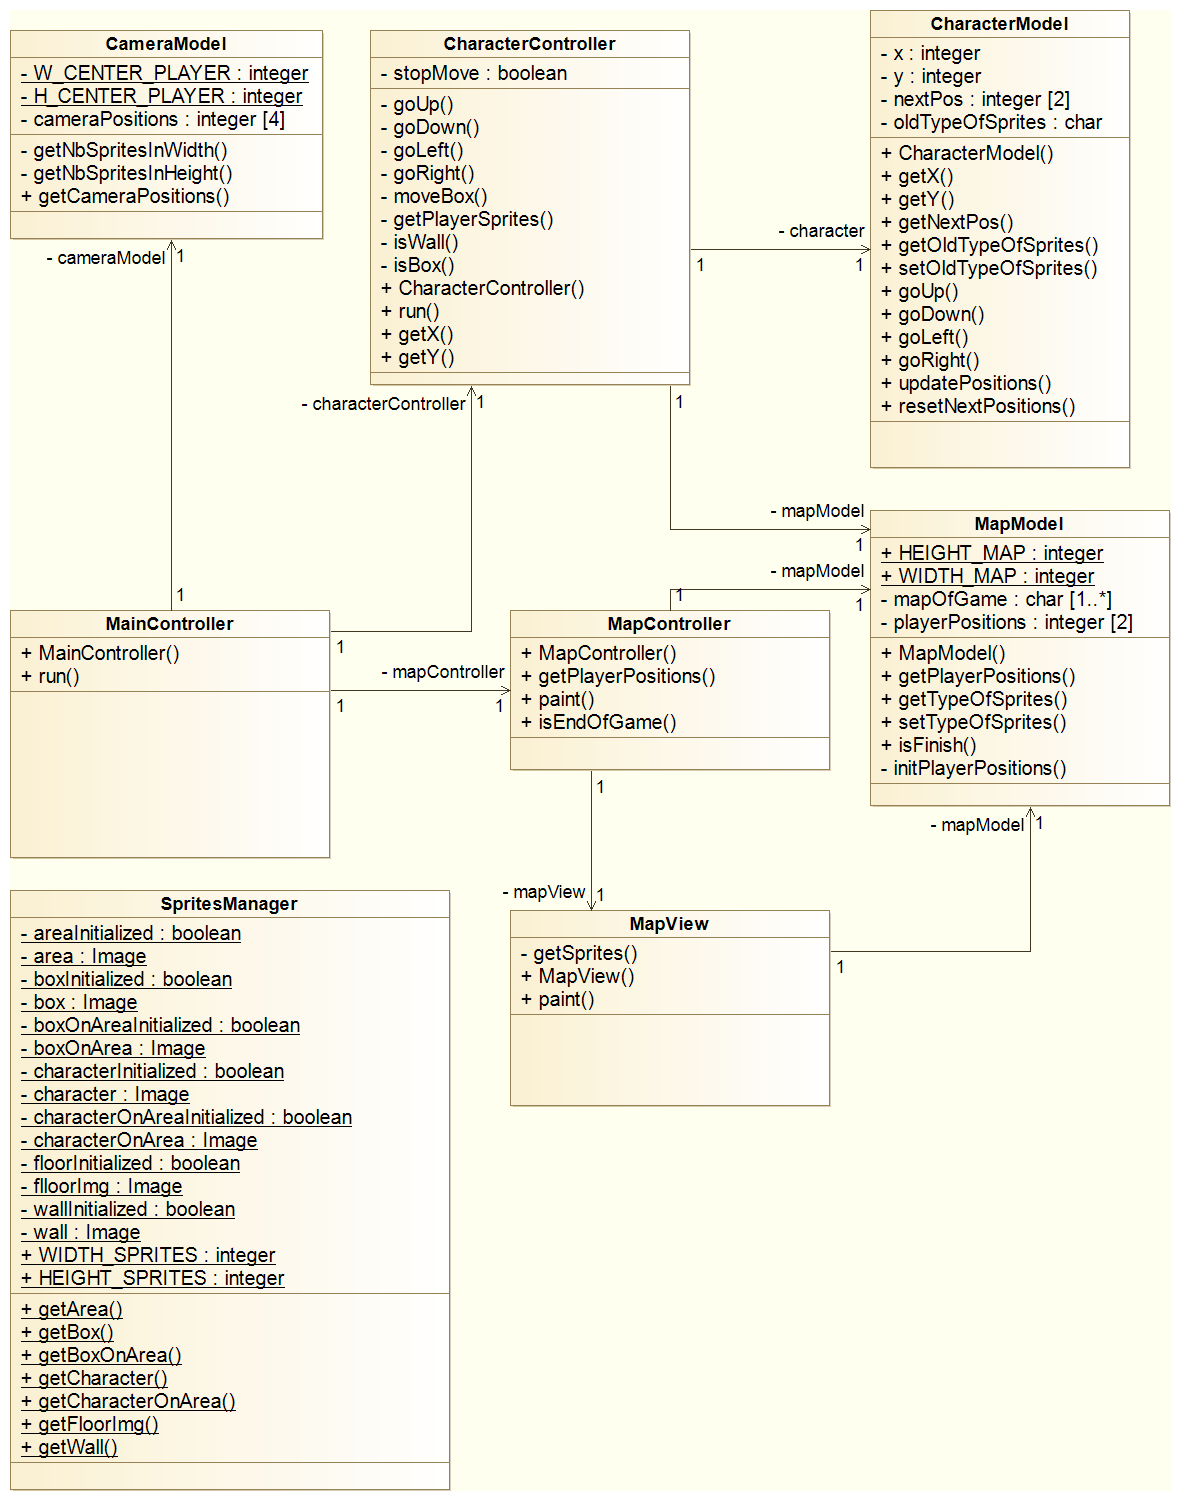 CameraModel
- W_CENTER_PLAYER : integer
- H_CENTER_PLAYER : integer
- cameraPositions : integer [4]
- getNbSpritesInWidth()
- getNbSpritesInHeight()
+ getCameraPositions()
- cameraModel
1
1
CharacterController
- stopMove : boolean
- goUp()
- goDown()
- goLeft()
- goRight()
- moveBox()
- getPlayerSprites()
- isWall()
- isBox()
+ CharacterController()
+ run()
+ getX()
+ getY()
- characterController
1
1
- character
1
1
CharacterModel
- x : integer
- y : integer
- nextPos : integer [2]
- oldTypeOfSprites : char
+ CharacterModel()
+ getX()
+ getY()
+ getNextPos()
+ getOldTypeOfSprites()
+ setOldTypeOfSprites()
+ goUp()
+ goDown()
+ goLeft()
+ goRight()
+ updatePositions()
+ resetNextPositions()
1
- mapModel
1
- mapModel
1
1
MapModel
+ HEIGHT_MAP : integer
+ WIDTH_MAP : integer
- mapOfGame : char [1..*]
- playerPositions : integer [2]
+ MapModel()
+ getPlayerPositions()
+ getTypeOfSprites()
+ setTypeOfSprites()
+ isFinish()
- initPlayerPositions()
MainController
+ MainController()
+ run()
- mapController
1
1
MapController
+ MapController()
+ getPlayerPositions()
+ paint()
+ isEndOfGame()
1
- mapView
1
- mapModel
1
1
MapView
- getSprites()
+ MapView()
+ paint()
SpritesManager
- areaInitialized : boolean
- area : Image
- boxInitialized : boolean
- box : Image
- boxOnAreaInitialized : boolean
- boxOnArea : Image
- characterInitialized : boolean
- character : Image
- characterOnAreaInitialized : boolean
- characterOnArea : Image
- floorInitialized : boolean
- flloorImg : Image
- wallInitialized : boolean
- wall : Image
+ WIDTH_SPRITES : integer
+ HEIGHT_SPRITES : integer
+ getArea()
+ getBox()
+ getBoxOnArea()
+ getCharacter()
+ getCharacterOnArea()
+ getFloorImg()
+ getWall()